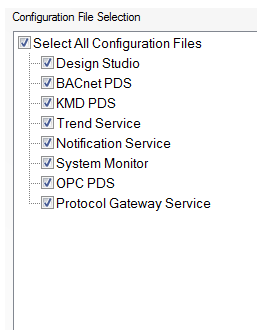 Configuration File Selection
Select All Configuration Files
Design Studio
BACnet PDS
KMD PDS
Trend Service
Notification Service
System Monitor
OPC PDS
Protocol Gateway Service